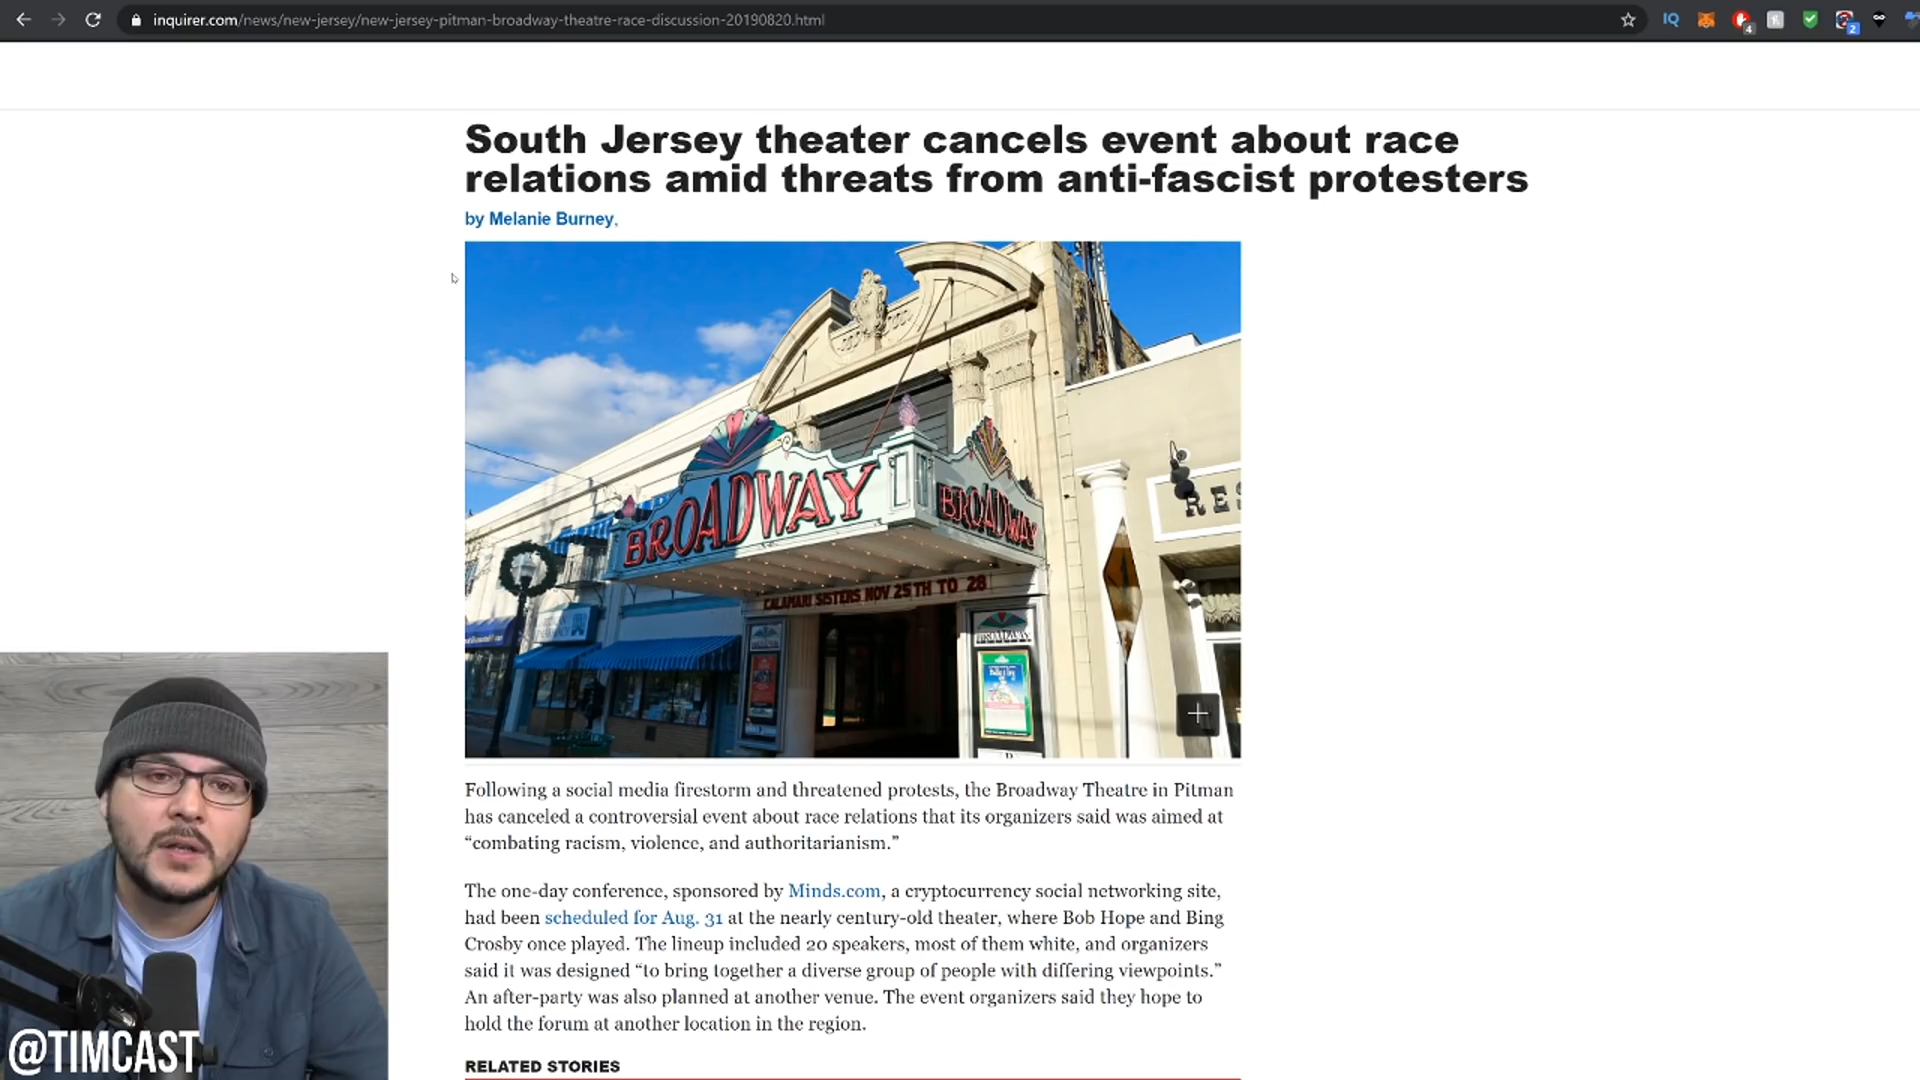 inquirer.com/news/new-jersey/new-jersey-pitman-broadway-theatre-race-discussion-20190820.html
IQ
4
2
South Jersey theater cancels event about race
relations amid threats from anti-fascist protesters
by Melanie Burney,
BROADWAY
BROADWAY
RES
CALAMARI SISTERS NOV 25TH TO 28
BROADWAY
Following a social media firestorm and threatened protests, the Broadway Theatre in Pitman
has canceled a controversial event about race relations that its organizers said was aimed at
“combating racism, violence, and authoritarianism.”
The one-day conference, sponsored by Minds.com, a cryptocurrency social networking site,
had been scheduled for Aug. 31 at the nearly century-old theater, where Bob Hope and Bing
Crosby once played. The lineup included 20 speakers, most of them white, and organizers
said it was designed “to bring together a diverse group of people with differing viewpoints.”
An after-party was also planned at another venue. The event organizers said they hope to
hold the forum at another location in the region.
@TIMCAST
RELATED STORIES